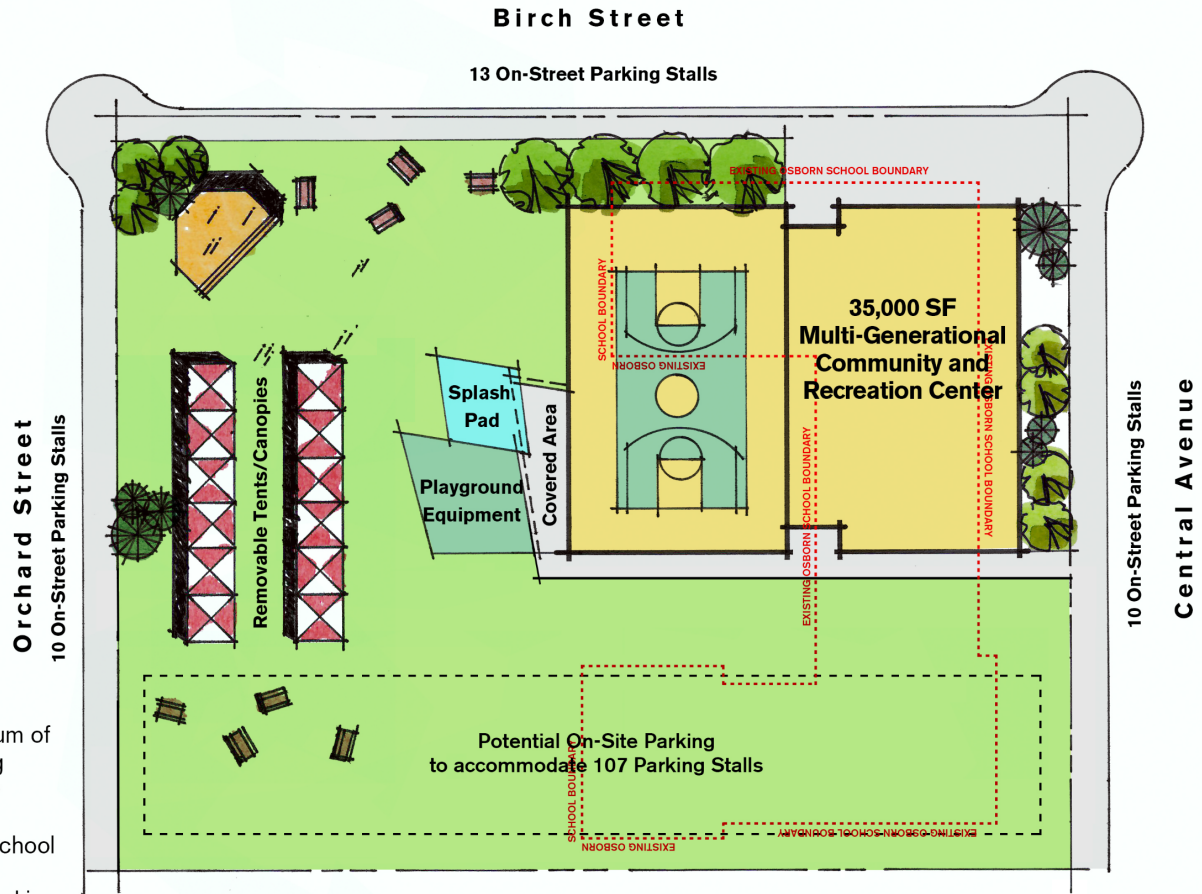 Birch Street
13 On-Street Parking Stalls
EXISTING OSBORN SCHOOL BOUNDARY
SCHOOL BOUNDARY
EXISTING OSBORN
35,000 SF
Multi-Generational
Community and
Recreation Center
EXISTING OSBORN SCHOOL BOUNDARY
Splash
Pad
Playground
Equipment
Covered Area
EXISTING OSBORN SCHOOL BOUNDARY
Removable Tents/Canopies
Orchard Street
10 On-Street Parking Stalls
10 On-Street Parking Stalls
Central Avenue
Potential On-Site Parking
to accommodate 107 Parking Stalls
SCHOOL BOUNDARY
EXISTING OSBORN
EXISTING OSBORN SCHOOL BOUNDARY
um of
g
chool